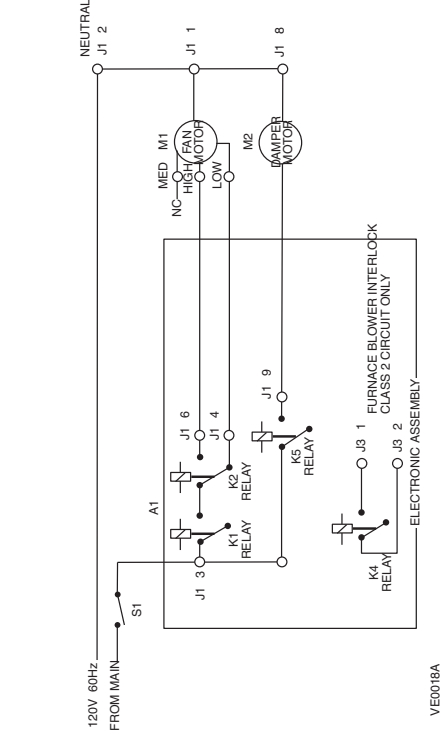 120V 60Hz
FROM MAIN
S1
NEUTRAL
J1 2
J1 1
J1 8
M1
FAN
MOTOR
MED
HIGH
LOW
NC
M2
DAMPER
MOTOR
A1
J1 3
K1
RELAY
K2
RELAY
J1 6
J1 4
K5
RELAY
J1 9
K4
RELAY
J3 1
J3 2
FURNACE BLOWER INTERLOCK
CLASS 2 CIRCUIT ONLY
ELECTRONIC ASSEMBLY
VE0018A